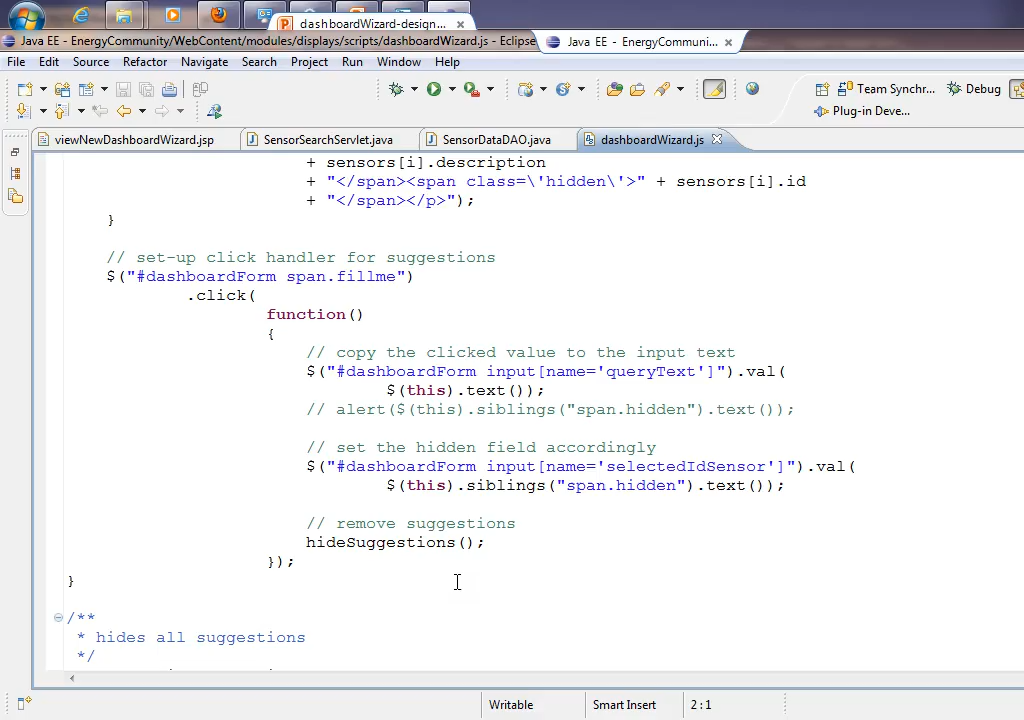 dashboardWizard-design...
Java EE - EnergyCommunity/WebContent/modules/displays/scripts/dashboardWizard.js - Eclipse
Java EE - EnergyCommuni...
File Edit Source Refactor Navigate Search Project Run Window Help
Team Synchr... Debug
Plug-in Deve...
viewNewDashboardWizard.jsp SensorSearchServlet.java SensorDataDAO.java dashboardWizard.js
+ sensors[i].description
+ "</span><span class=\'hidden\'>" + sensors[i].id
+ "</span></p>");
}
// set-up click handler for suggestions
$("#dashboardForm span.fillme")
.click(
function()
{
// copy the clicked value to the input text
$("#dashboardForm input[name='queryText']").val(
$(this).text());
// alert($(this).siblings("span.hidden").text());
// set the hidden field accordingly
$("#dashboardForm input[name='selectedIdSensor']").val(
$(this).siblings("span.hidden").text());
// remove suggestions
hideSuggestions();
});
}
/**
* hides all suggestions
*/
Writable Smart Insert 2 : 1